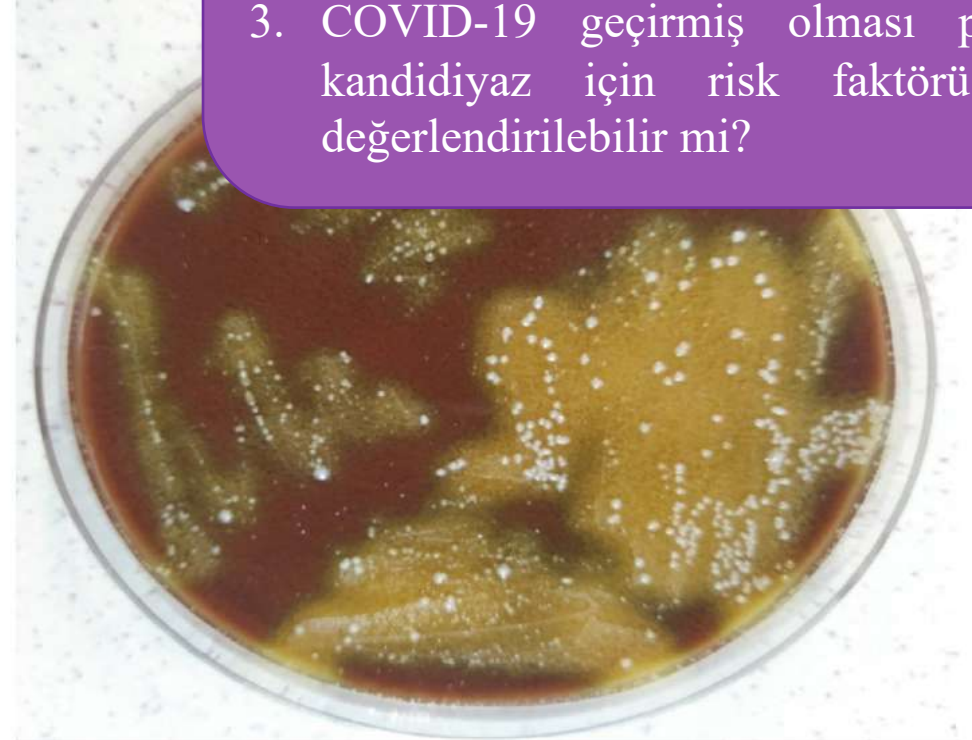 3. COVID-19 geçirmiş olması
kandidiyaz için risk faktörü
değerlendirilebilir mi?